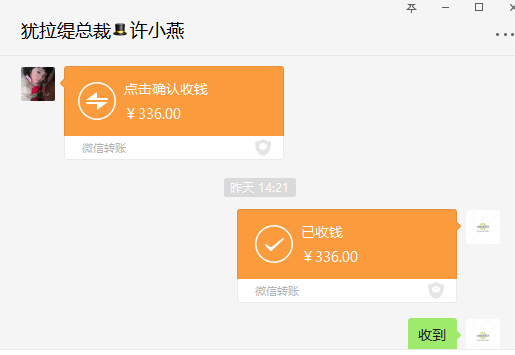 犹拉缇总裁🎩许小燕
点击确认收钱
￥336.00
微信转账
昨天 14:21
已收钱
￥336.00
微信转账
收到